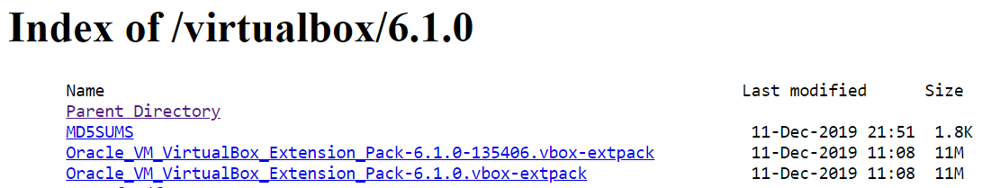 Index of /virtualbox/6.1.0
Name Last modified Size
Parent Directory
MD5SUMS 11-Dec-2019 21:51 1.8K
Oracle_VM_VirtualBox_Extension_Pack-6.1.0-135406.vbox-extpack 11-Dec-2019 11:08 11M
Oracle_VM_VirtualBox_Extension_Pack-6.1.0.vbox-extpack 11-Dec-2019 11:08 11M